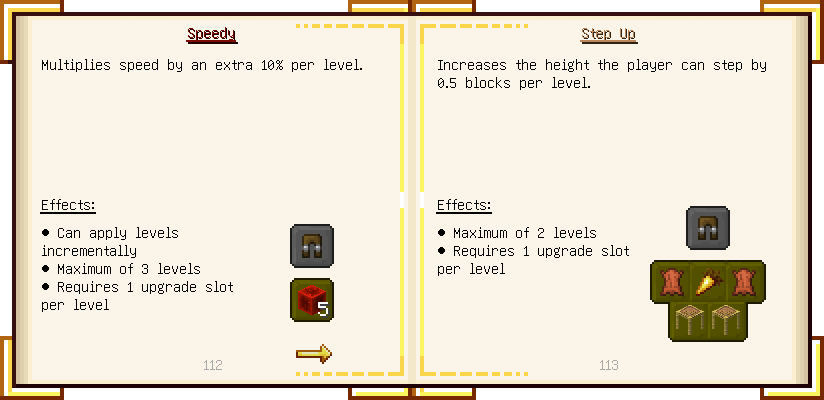 Speedy
Multiplies speed by an extra 10% per level.
Effects:
● Can apply levels
incrementally
● Maximum of 3 levels
● Requires 1 upgrade slot
per level
5
112
Step Up
Increases the height the player can step by
0.5 blocks per level.
Effects:
● Maximum of 2 levels
● Requires 1 upgrade slot
per level
113